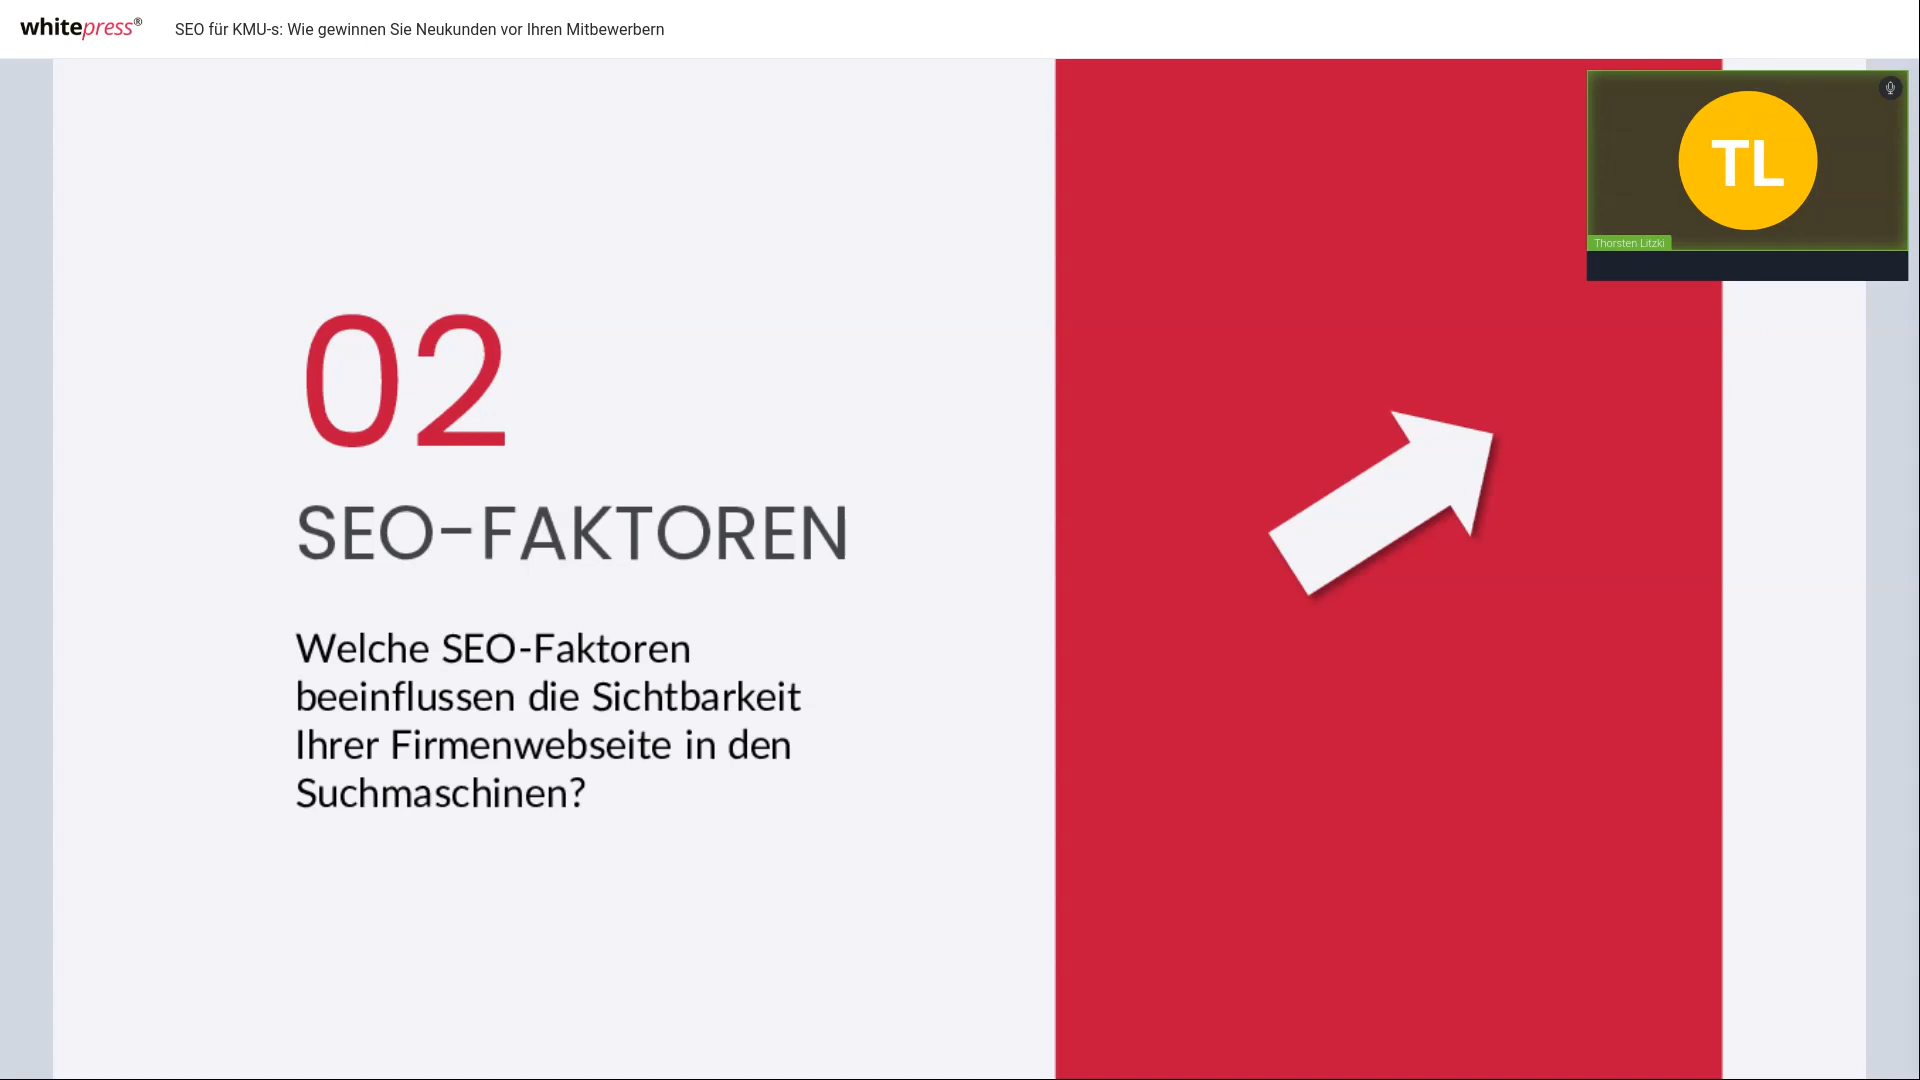 whitepress® SEO für KMU-s: Wie gewinnen Sie Neukunden vor Ihren Mitbewerbern
TL
Thorsten Litzki
02
SEO-FAKTOREN
Welche SEO-Faktoren
beeinflussen die Sichtbarkeit
Ihrer Firmenwebseite in den
Suchmaschinen?